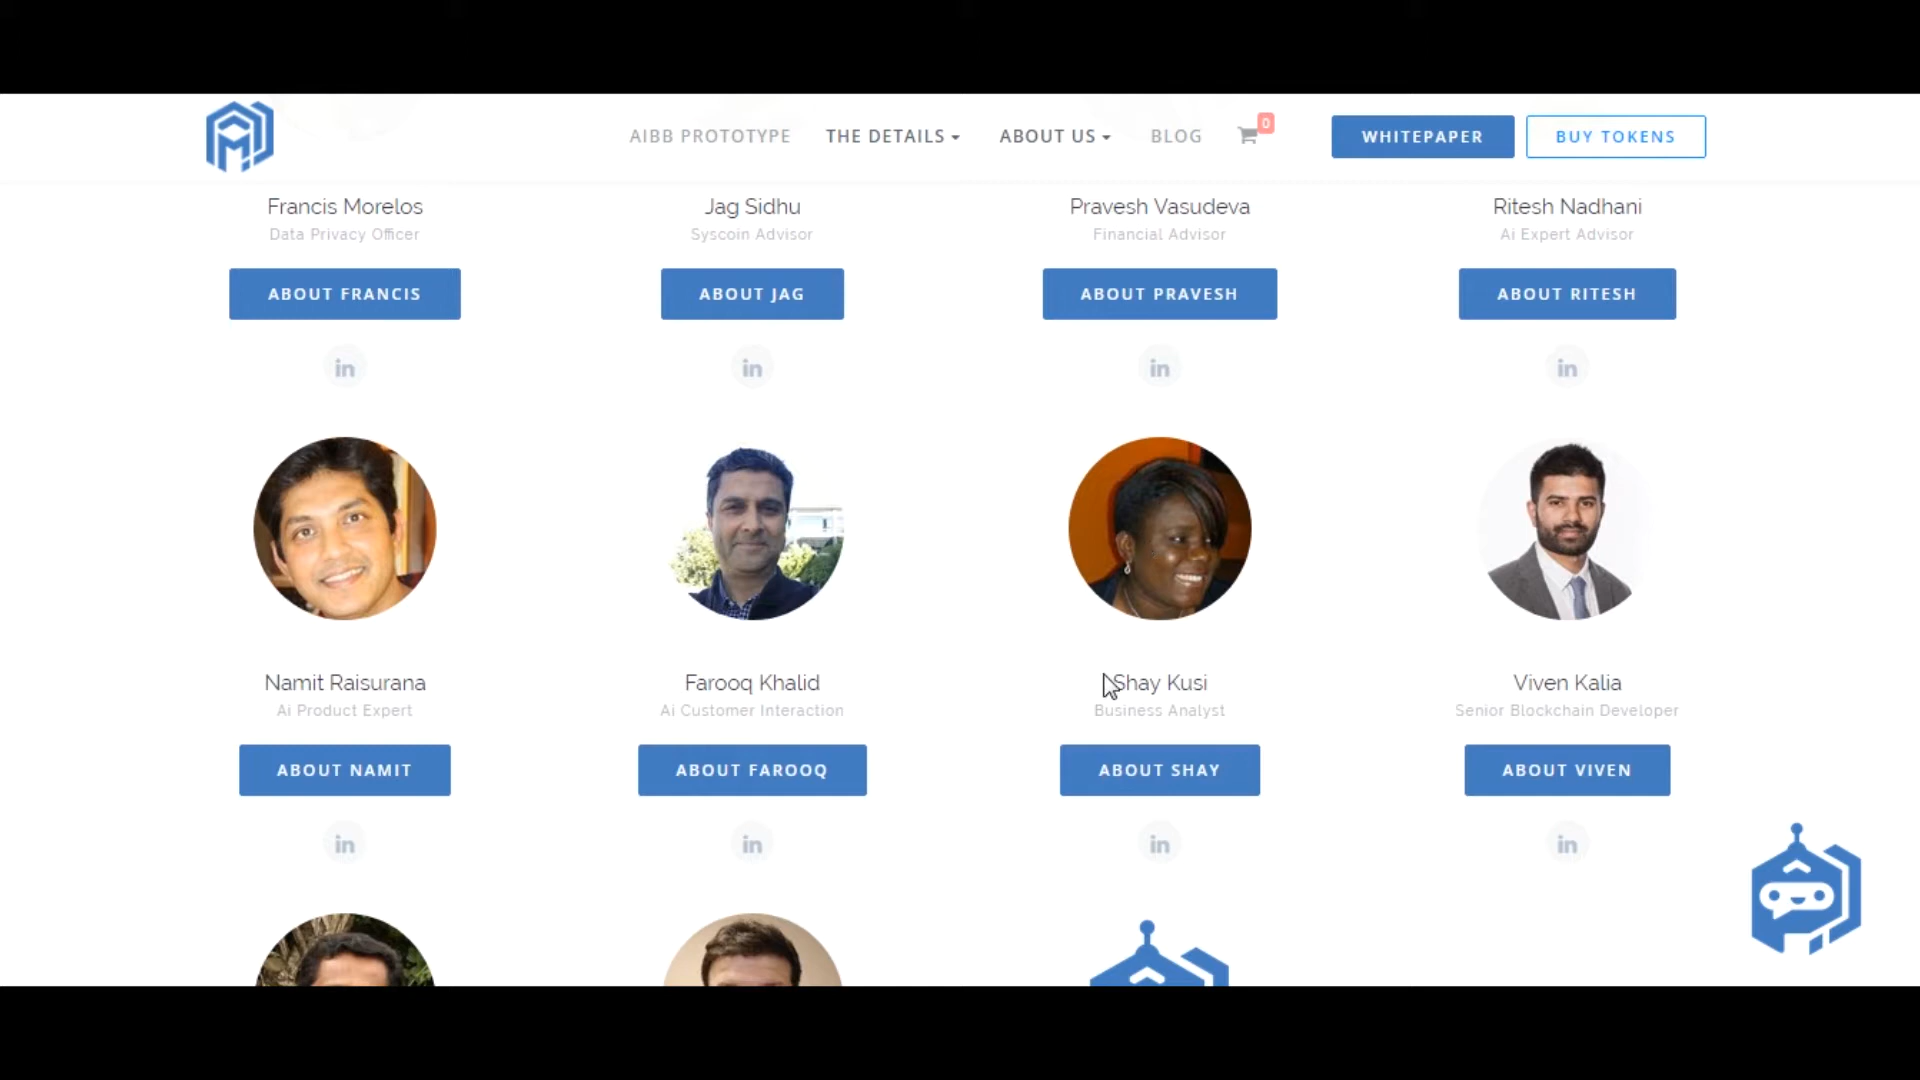 AIBB PROTOTYPE THE DETAILS ABOUT US BLOG 0 WHITEPAPER BUY TOKENS
Francis Morelos Jag Sidhu Pravesh Vasudeva Ritesh Nadhani
Data Privacy Officer Syscoin Advisor Financial Advisor Ai Expert Advisor
ABOUT FRANCIS ABOUT JAG ABOUT PRAVESH ABOUT RITESH
in in in in
Namit Raisurana Farooq Khalid Shay Kusi Viven Kalia
Ai Product Expert Ai Customer Interaction Business Analyst Senior Blockchain Developer
ABOUT NAMIT ABOUT FAROOQ ABOUT SHAY ABOUT VIVEN
in in in in